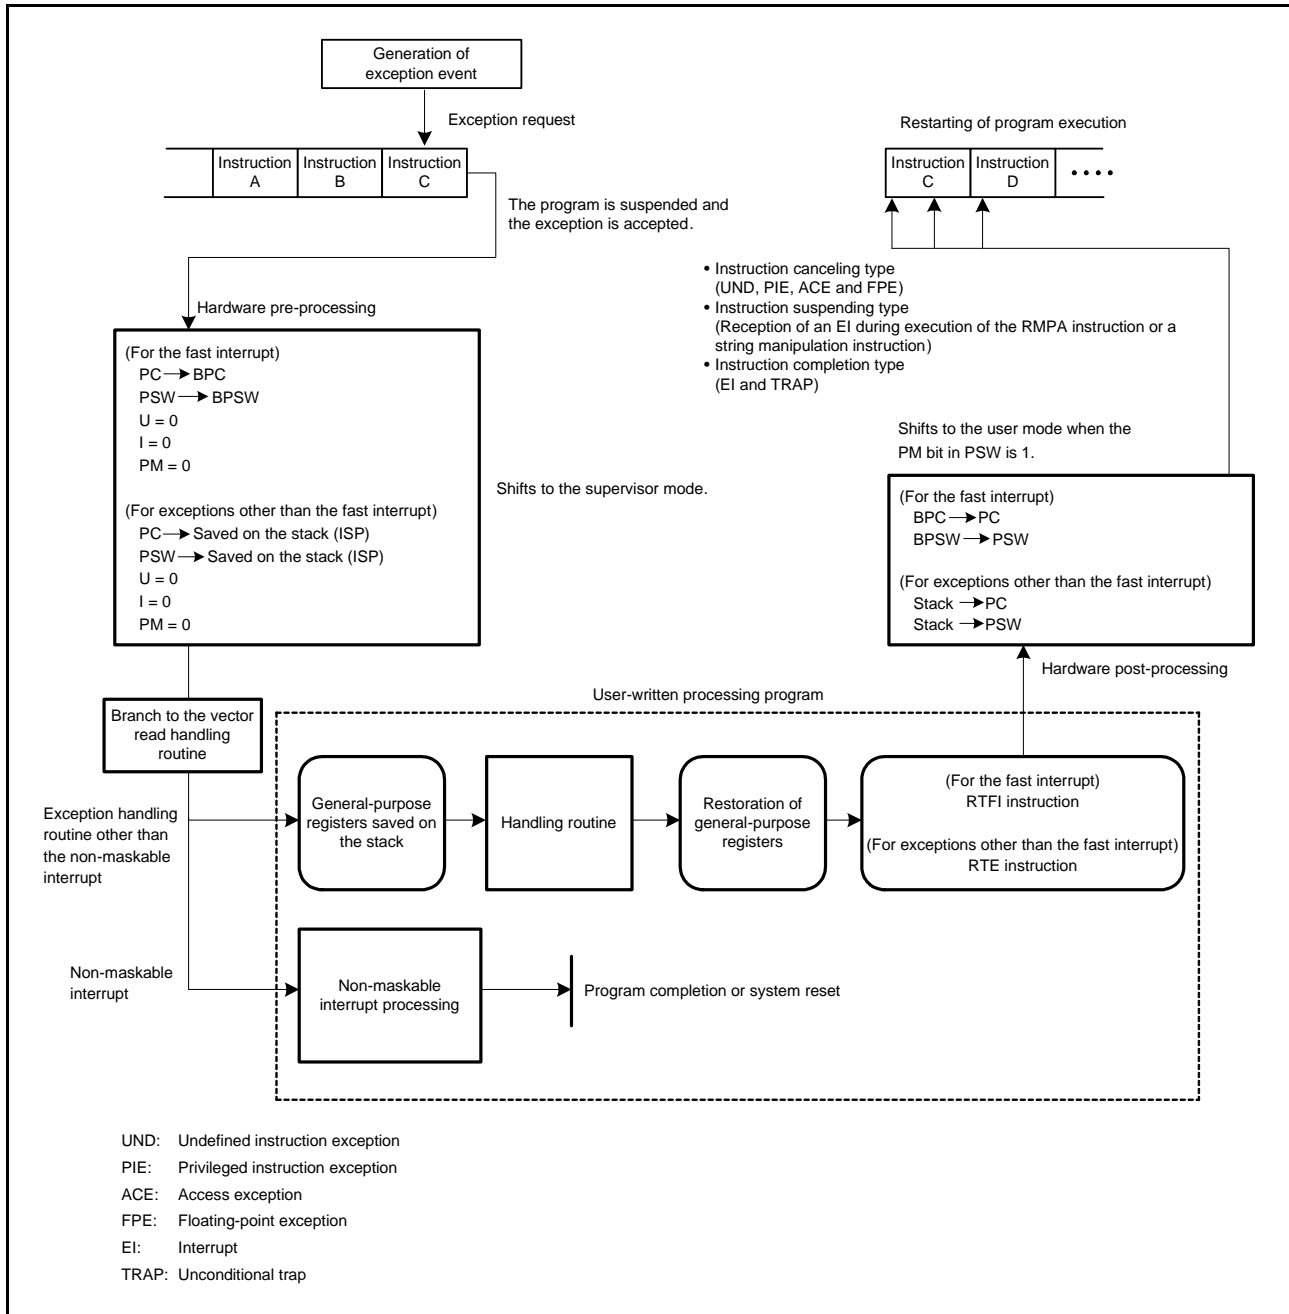 Generation of
exception event
Exception request
Restarting of program execution
Instruction
A
Instruction
B
Instruction
C
Instruction
C
Instruction
D
••••
The program is suspended and
the exception is accepted.
• Instruction canceling type
(UND, PIE, ACE and FPE)
• Instruction suspending type
(Reception of an EI during execution of the RMPA instruction or a
string manipulation instruction)
• Instruction completion type
(EI and TRAP)
Hardware pre-processing
(For the fast interrupt)
PC → BPC
PSW → BPSW
U = 0
I = 0
PM = 0
(For exceptions other than the fast interrupt)
PC → Saved on the stack (ISP)
PSW → Saved on the stack (ISP)
U = 0
I = 0
PM = 0
Shifts to the supervisor mode.
Shifts to the user mode when the
PM bit in PSW is 1.
(For the fast interrupt)
BPC → PC
BPSW → PSW
(For exceptions other than the fast interrupt)
Stack → PC
Stack → PSW
Hardware post-processing
User-written processing program
Branch to the vector
read handling
routine
Exception handling
routine other than
the non-maskable
interrupt
General-purpose
registers saved on
the stack
Handling routine
Restoration of
general-purpose
registers
(For the fast interrupt)
RTFI instruction
(For exceptions other than the fast interrupt)
RTE instruction
Non-maskable
interrupt
Non-maskable
interrupt processing
Program completion or system reset
UND: Undefined instruction exception
PIE: Privileged instruction exception
ACE: Access exception
FPE: Floating-point exception
EI: Interrupt
TRAP: Unconditional trap